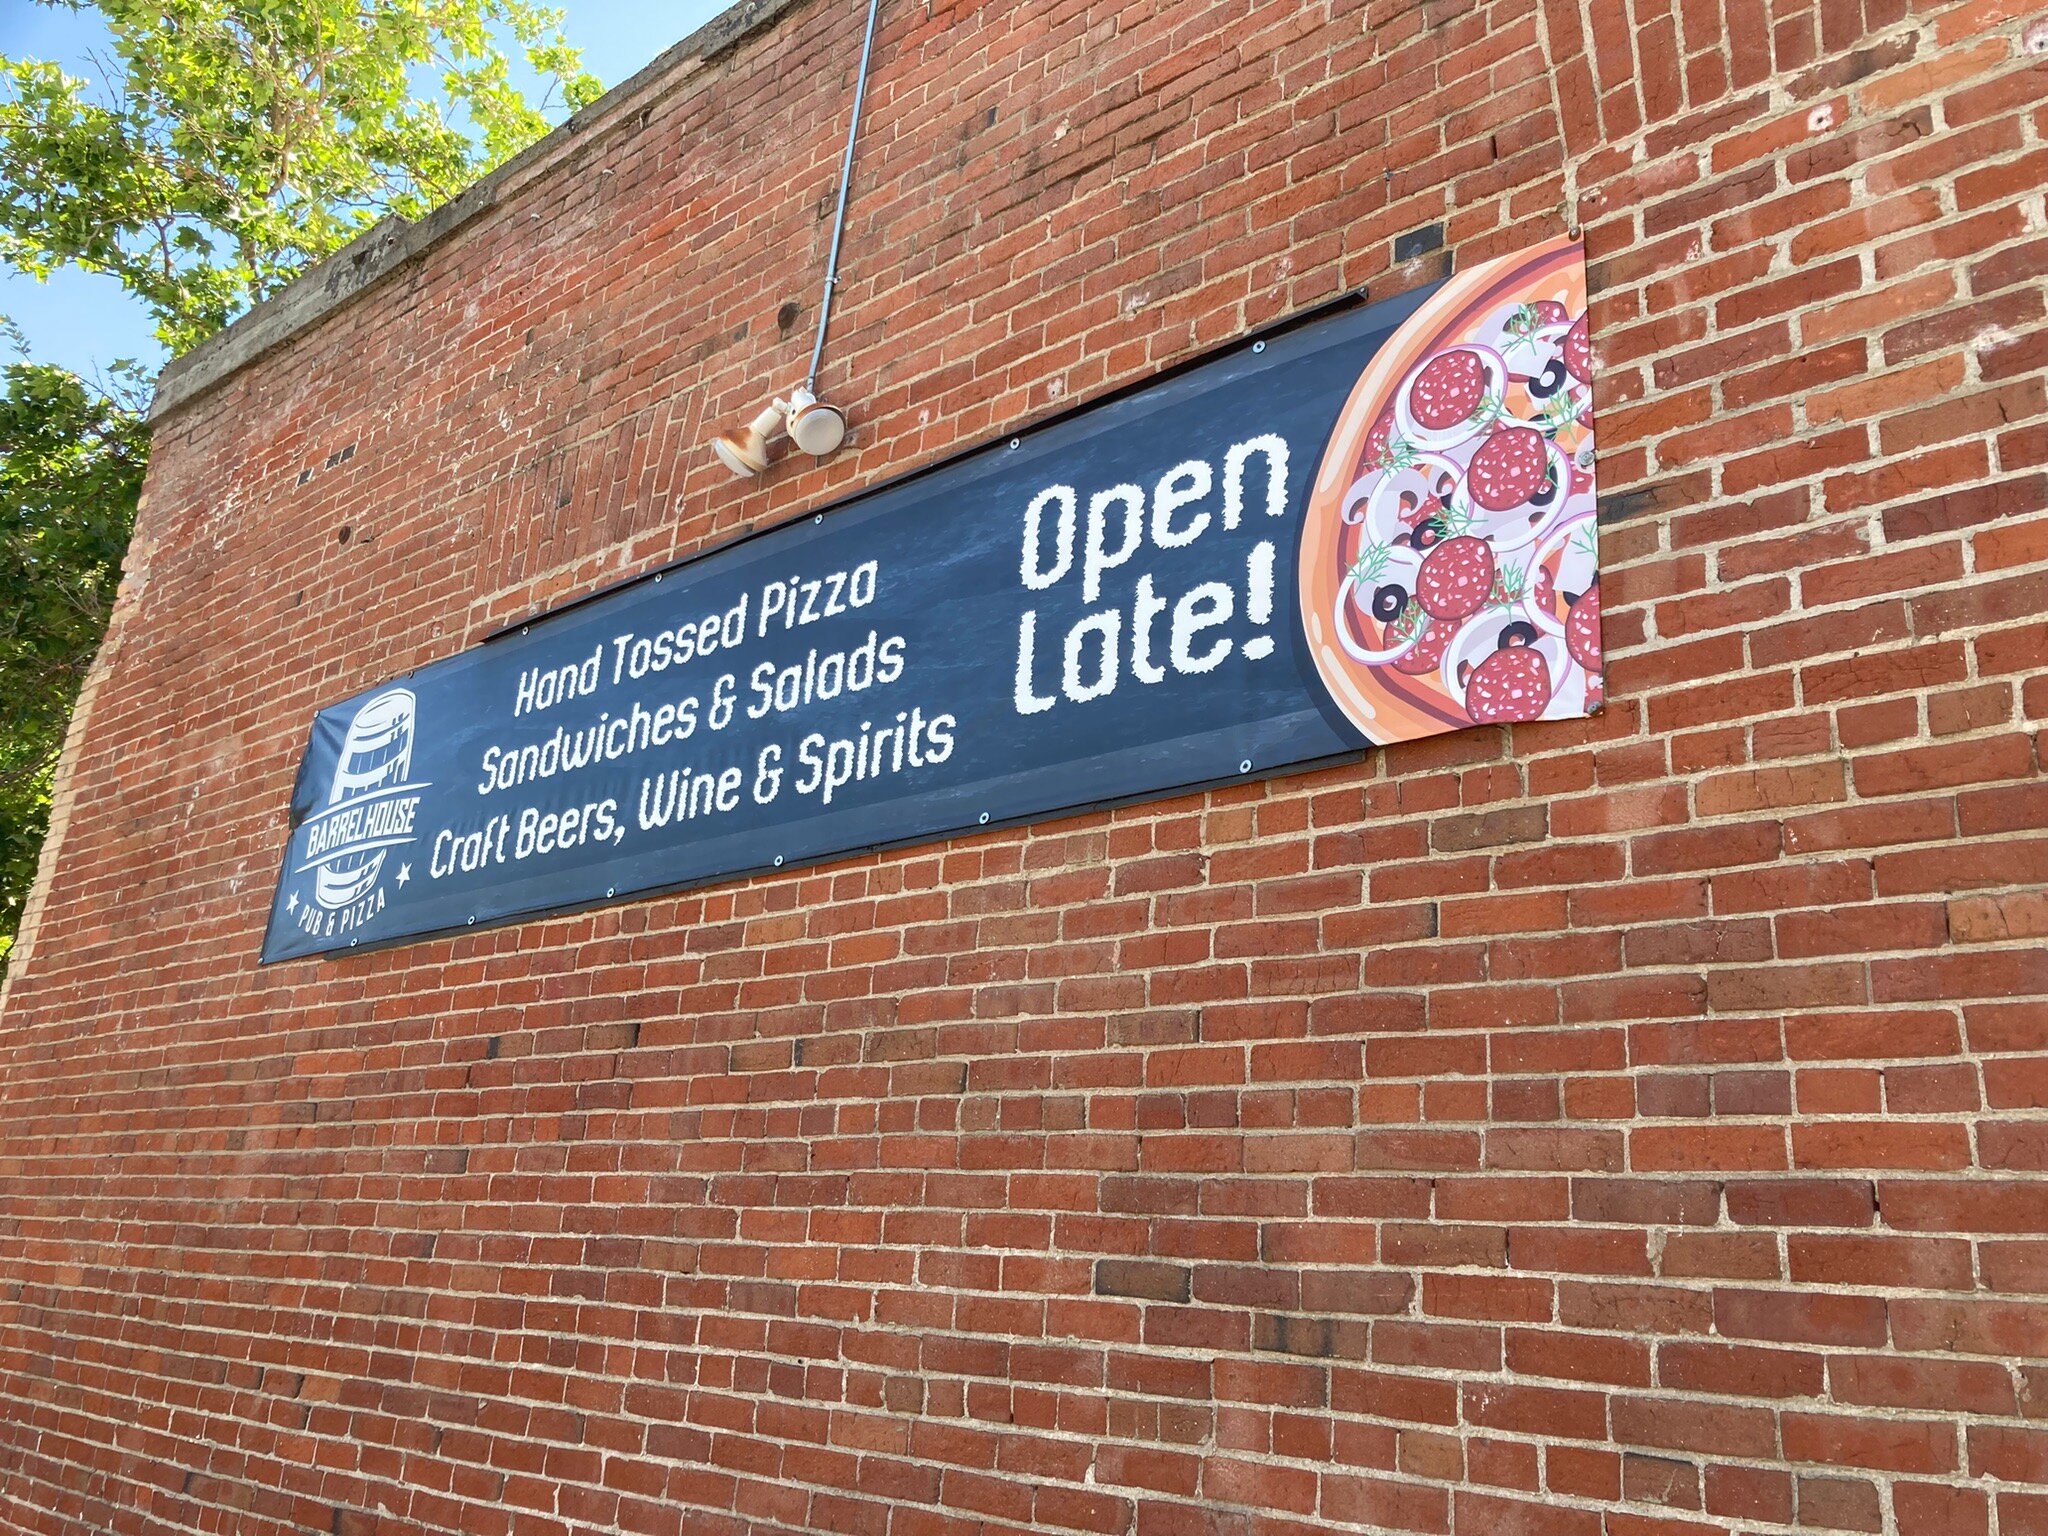 BARRELHOUSE
PUB & PIZZA
Hand Tossed Pizza
Sandwiches & Salads
Craft Beers, Wine & Spirits
Open
Late!